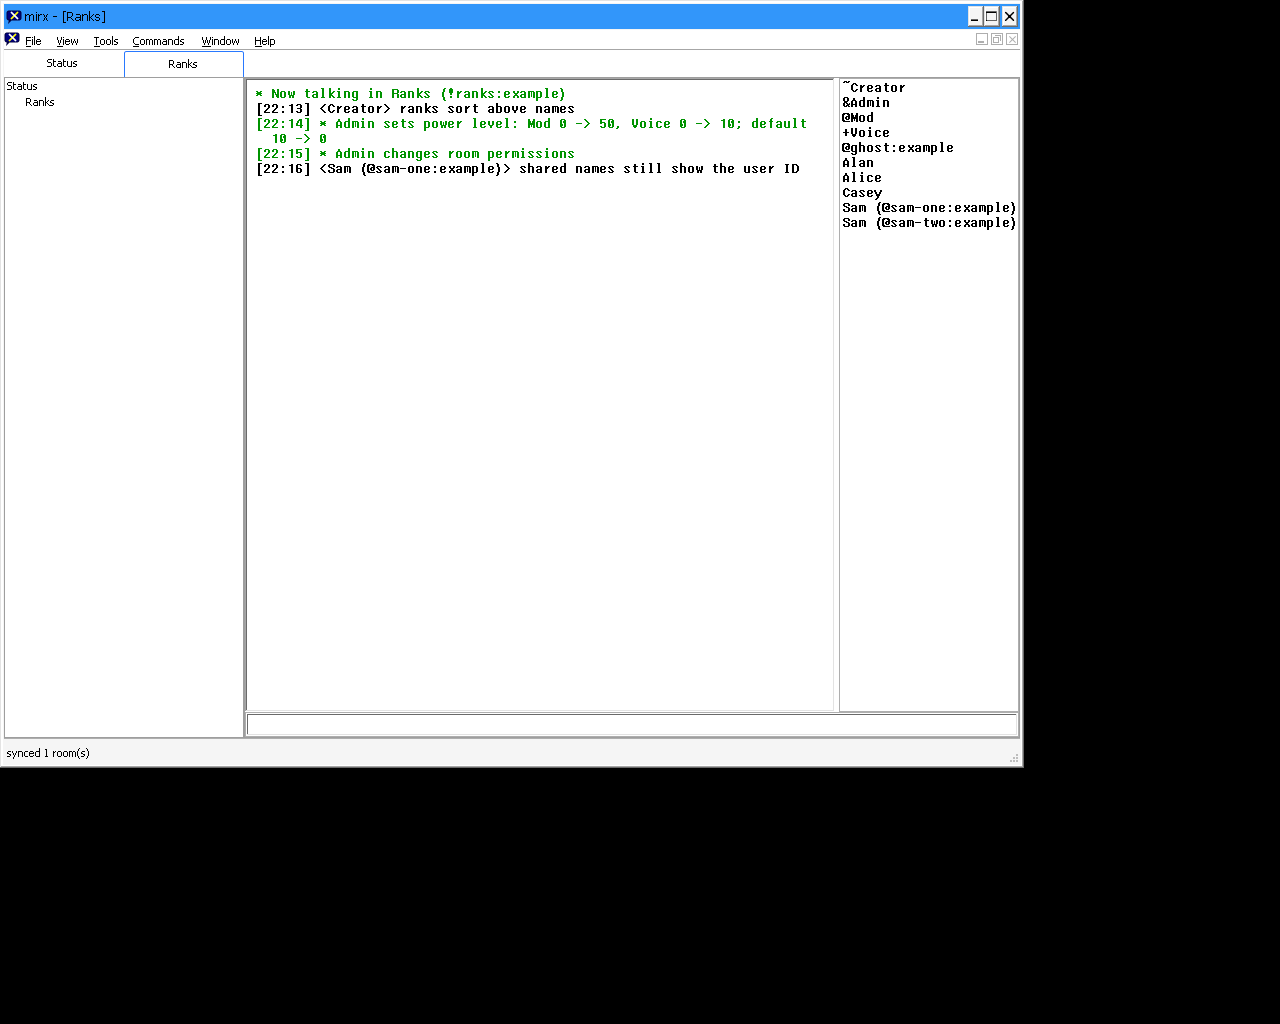 mirx - [Ranks]
File View Tools Commands Window Help
Status Ranks
Status
Ranks
* Now talking in Ranks (!ranks:example)
[22:13] <Creator> ranks sort above names
[22:14] * Admin sets power level: Mod 0 -> 50, Voice 0 -> 10; default
10 -> 0
[22:15] * Admin changes room permissions
[22:16] <Sam (@sam-one:example)> shared names still show the user ID
~Creator
&Admin
@Mod
+Voice
@ghost:example
Alan
Alice
Casey
Sam (@sam-one:example)
Sam (@sam-two:example)
synced 1 room(s)